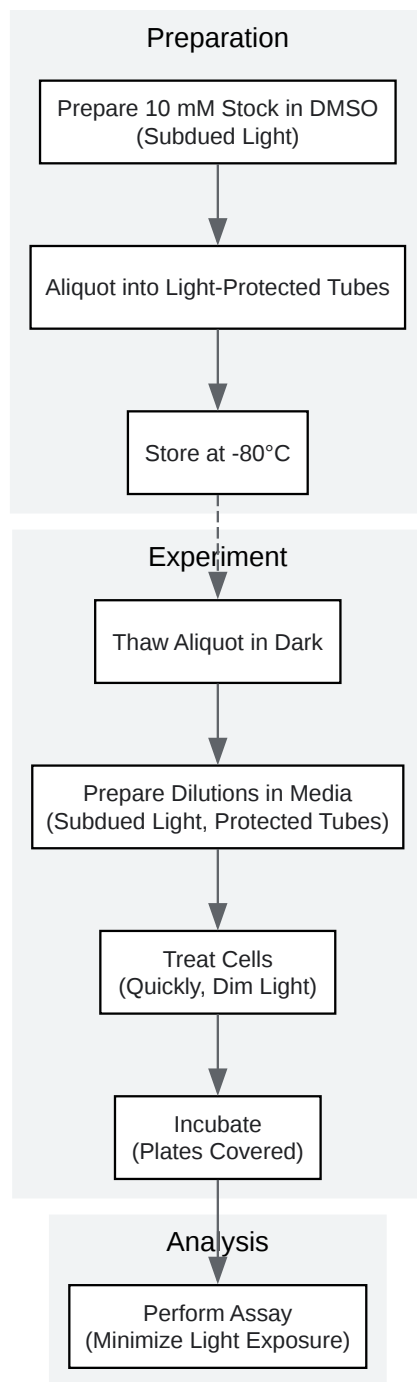 Preparation
Prepare 10 mM Stock in DMSO
(Subdued Light)
Aliquot into Light-Protected Tubes
Store at -80°C
Experiment
Thaw Aliquot in Dark
Prepare Dilutions in Media
(Subdued Light, Protected Tubes)
Treat Cells
(Quickly, Dim Light)
Incubate
(Plates Covered)
Analysis
Perform Assay
(Minimize Light Exposure)